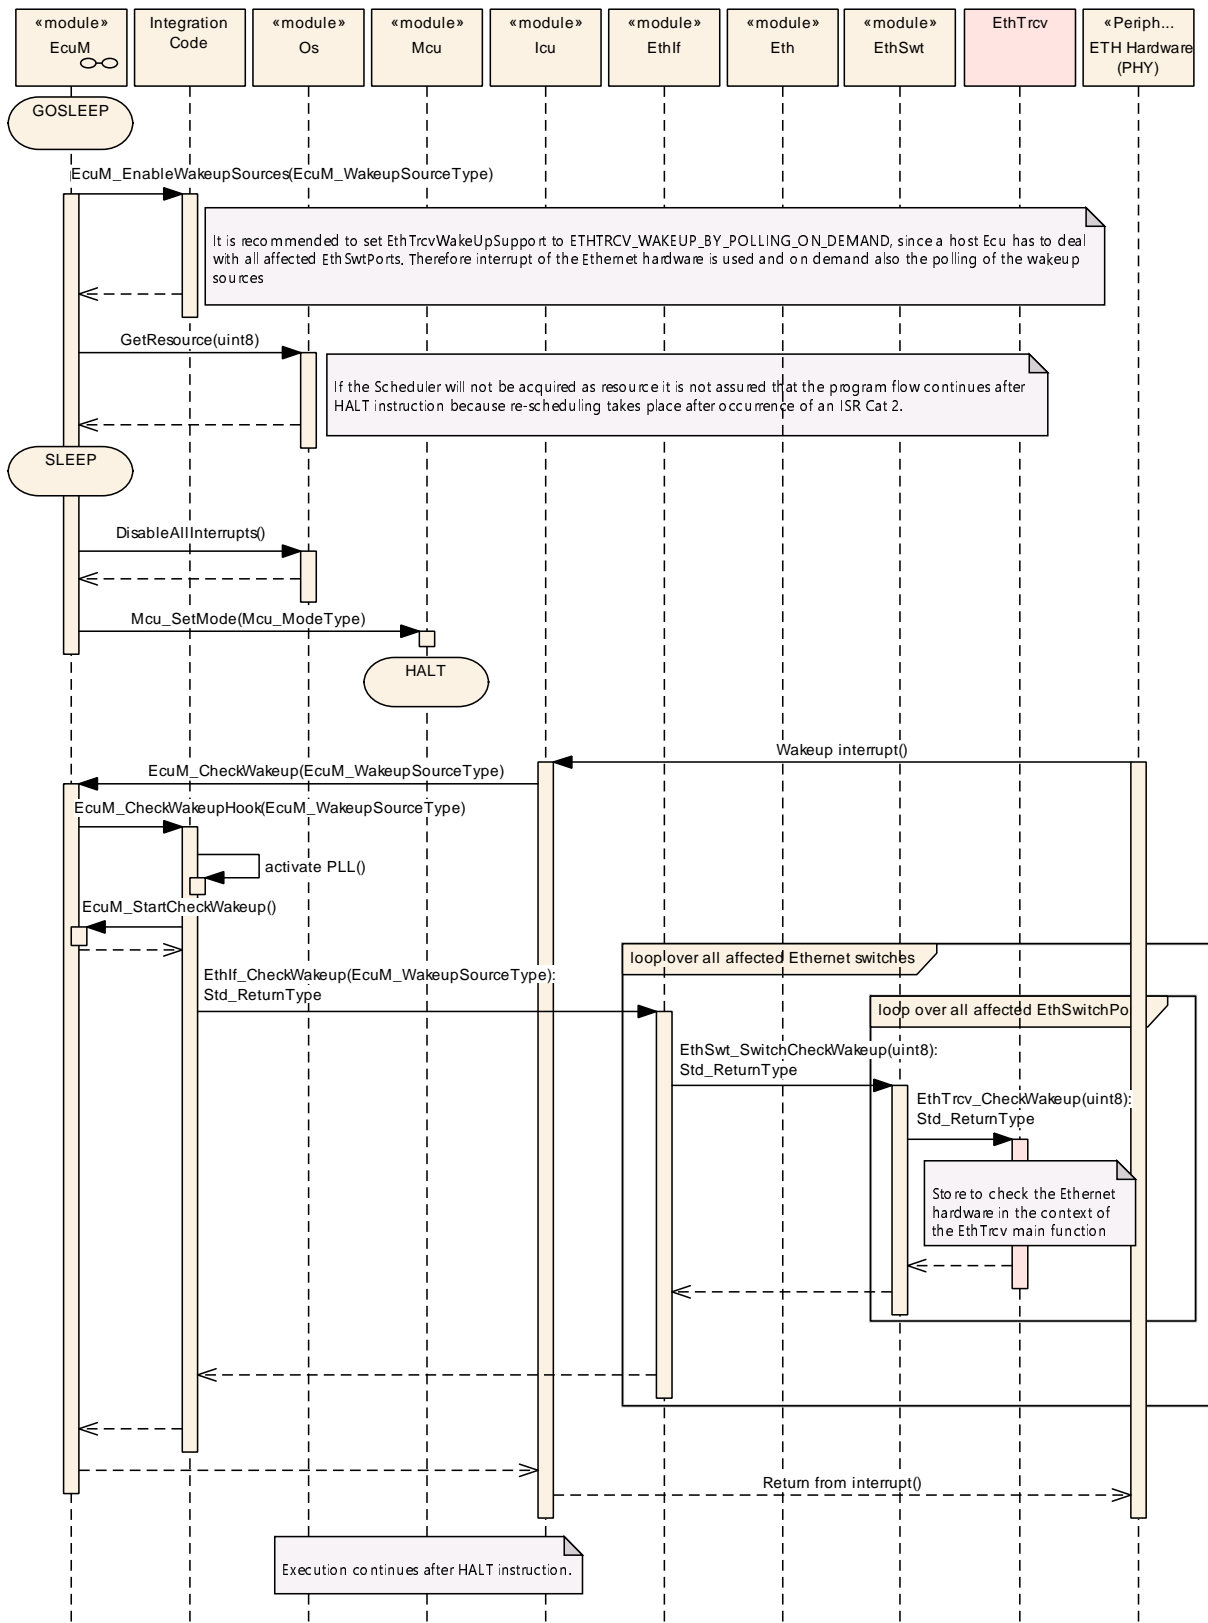 «module»
EcuM
Integration
Code
«module»
Os
«module»
Mcu
«module»
Icu
«module»
EthIf
«module»
Eth
«module»
EthSwt
EthTrcv
«Periph...
ETH Hardware
(PHY)
GOSLEEP
EcuM_EnableWakeupSources(EcuM_WakeupSourceType)
It is recommended to set EthTrcvWakeUpSupport to ETHTRCV_WAKEUP_BY_POLLING_ON_DEMAND, since a host Ecu has to deal
with all affected EthSwtPorts. Therefore interrupt of the Ethernet hardware is used and on demand also the polling of the wakeup
sources
GetResource(uint8)
If the Scheduler will not be acquired as resource it is not assured that the program flow continues after
HALT instruction because re-scheduling takes place after occurrence of an ISR Cat 2.
SLEEP
DisableAllInterrupts()
Mcu_SetMode(Mcu_ModeType)
HALT
Wakeup interrupt()
EcuM_CheckWakeup(EcuM_WakeupSourceType)
EcuM_CheckWakeupHook(EcuM_WakeupSourceType)
activate PLL()
EcuM_StartCheckWakeup()
loop over all affected Ethernet switches
EthIf_CheckWakeup(EcuM_WakeupSourceType):
Std_ReturnType
loop over all affected EthSwitchPo
EthSwt_SwitchCheckWakeup(uint8):
Std_ReturnType
EthTrcv_CheckWakeup(uint8):
Std_ReturnType
Store to check the Ethernet
hardware in the context of
the EthTrcv main function
Return from interrupt()
Execution continues after HALT instruction.